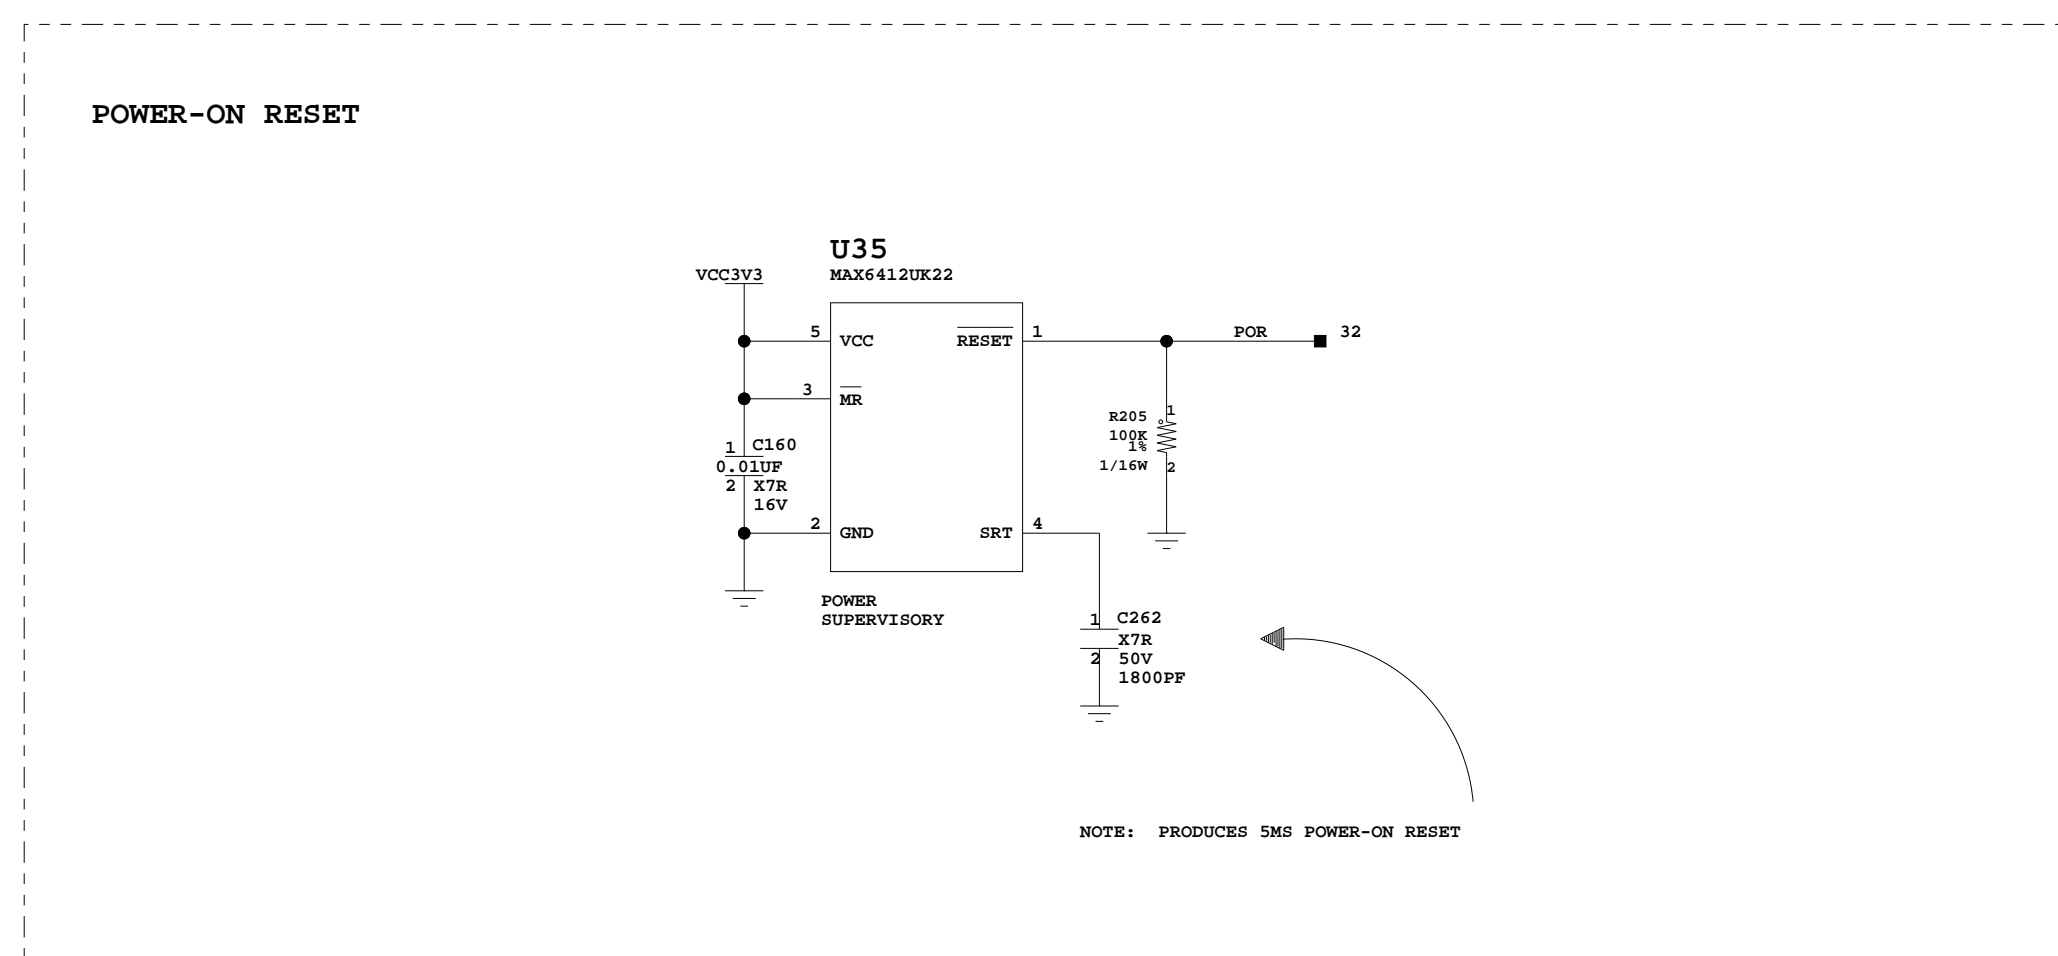 POWER-ON RESET
U35
MAX6412UK22
VCC3V3
5
VCC
RESET
1
POR
32
3
MR
1
C160
0.01UF
2
X7R
16V
R205
1
100K
1%
1/16W
2
2
GND
SRT
4
POWER
SUPERVISORY
1
C262
X7R
2
50V
1800PF
NOTE:  PRODUCES 5MS POWER-ON RESET